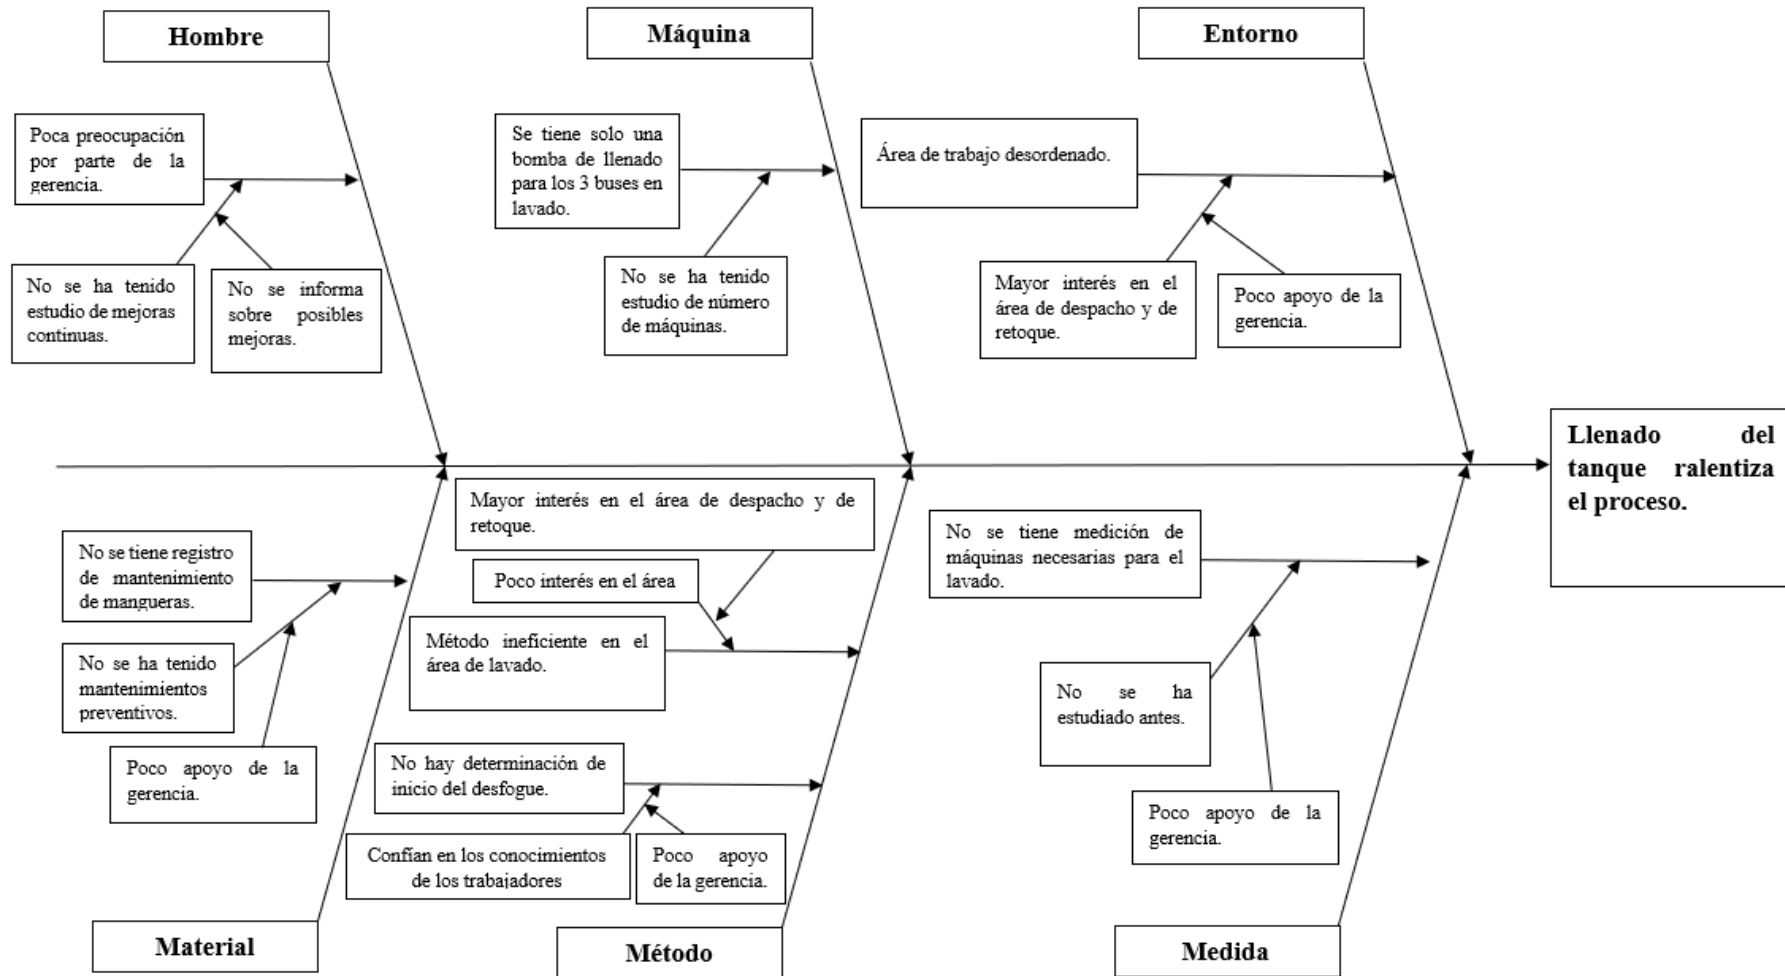 Hombre
Máquina
Entorno
Poca preocupación
por parte de la
gerencia.
No se ha tenido
estudio de mejoras
continuas.
No se informa
sobre posibles
mejoras.
Se tiene solo una
bomba de llenado
para los 3 buses en
lavado.
No se ha tenido
estudio de número
de máquinas.
Área de trabajo desordenado.
Mayor interés en el
área de despacho y de
retoque.
Poco apoyo de la
gerencia.
Llenado del
tanque ralentiza
el proceso.
No se tiene registro
de mantenimiento
de mangueras.
No se ha tenido
mantenimientos
preventivos.
Poco apoyo de la
gerencia.
Mayor interés en el área de despacho y de
retoque.
Poco interés en el área
Método ineficiente en el
área de lavado.
No hay determinación de
inicio del desfogue.
Confían en los conocimientos
de los trabajadores
Poco apoyo
de la gerencia.
No se tiene medición de
máquinas necesarias para el
lavado.
No se ha
estudiado antes.
Poco apoyo de la
gerencia.
Material
Método
Medida